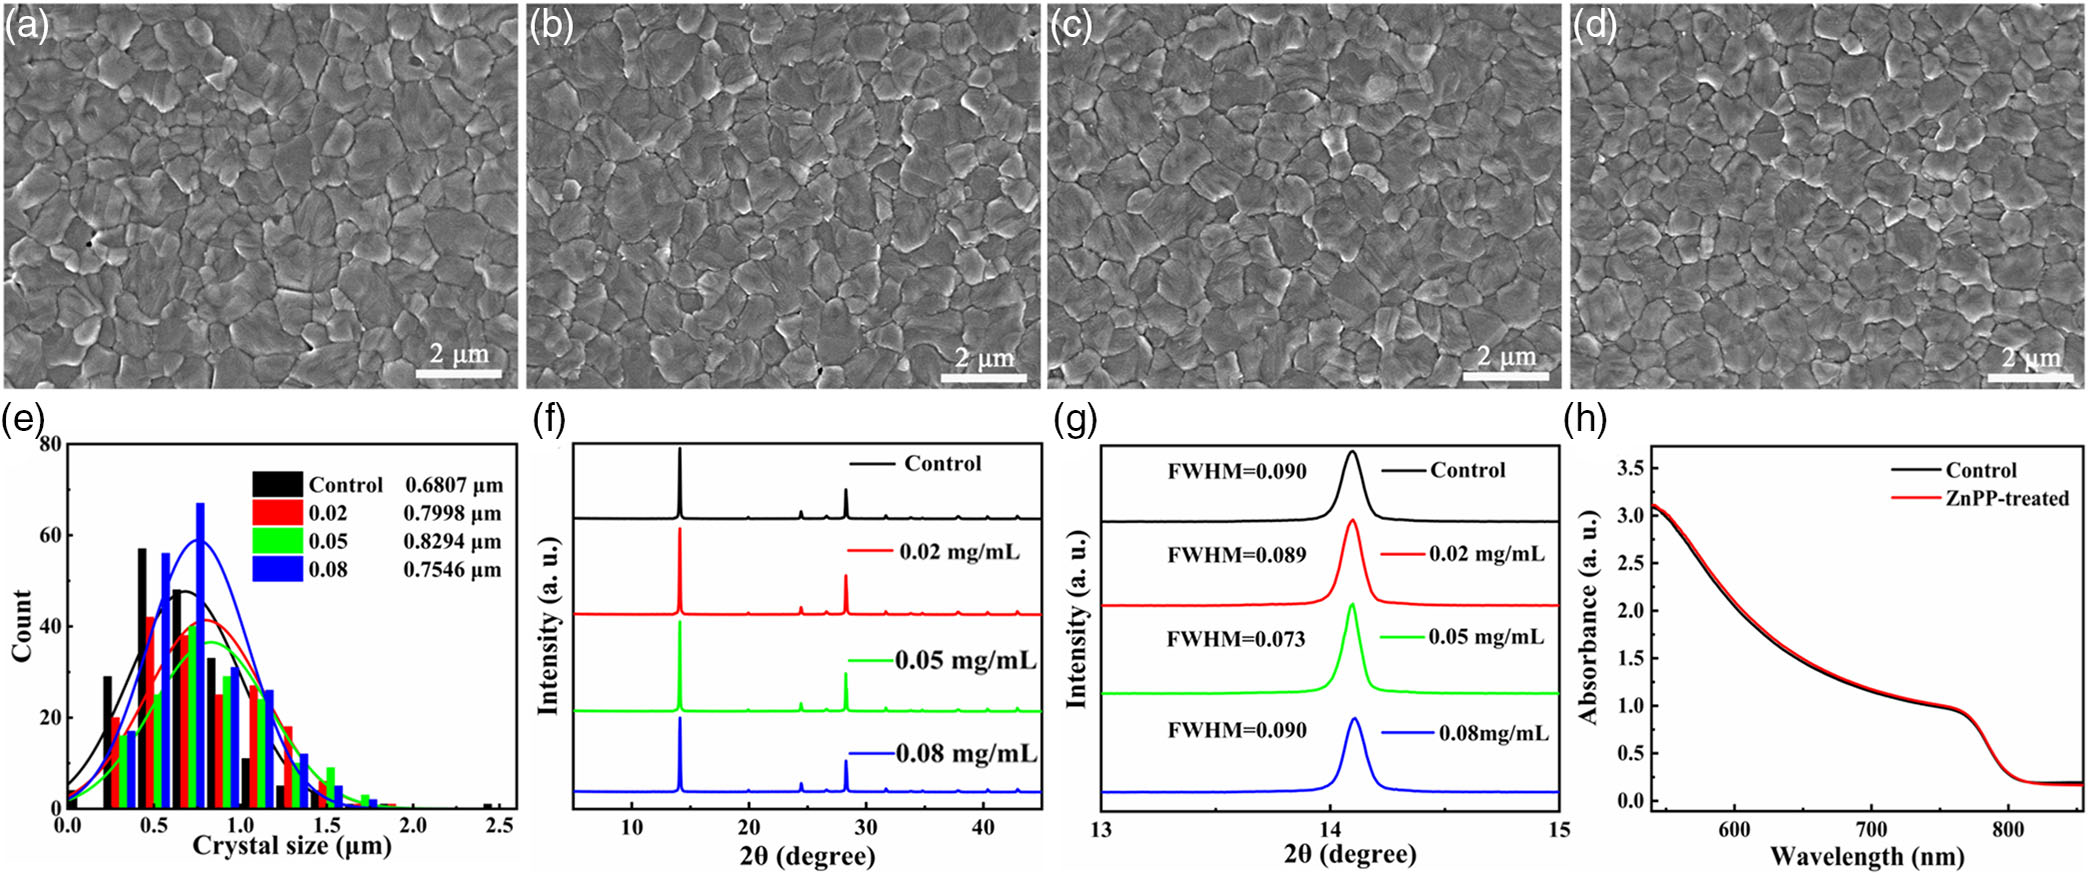 (a)
2 μm
(b)
2 μm
(c)
2 μm
(d)
2 μm
(e)
80
60
40
20
0
Count
0.0 0.5 1.0 1.5 2.0 2.5
Crystal size (μm)
Control 0.6807 μm
0.02 0.7998 μm
0.05 0.8294 μm
0.08 0.7546 μm
(f)
Intensity (a. u.)
Control
0.02 mg/mL
0.05 mg/mL
0.08 mg/mL
10 20 30 40
2θ (degree)
(g)
Intensity (a. u.)
FWHM=0.090 Control
FWHM=0.089 0.02 mg/mL
FWHM=0.073 0.05 mg/mL
FWHM=0.090 0.08mg/mL
13 14 15
2θ (degree)
(h)
Absorbance (a. u.)
3.5
3.0
2.5
2.0
1.5
1.0
0.5
0.0
Control
ZnPP-treated
600 700 800
Wavelength (nm)